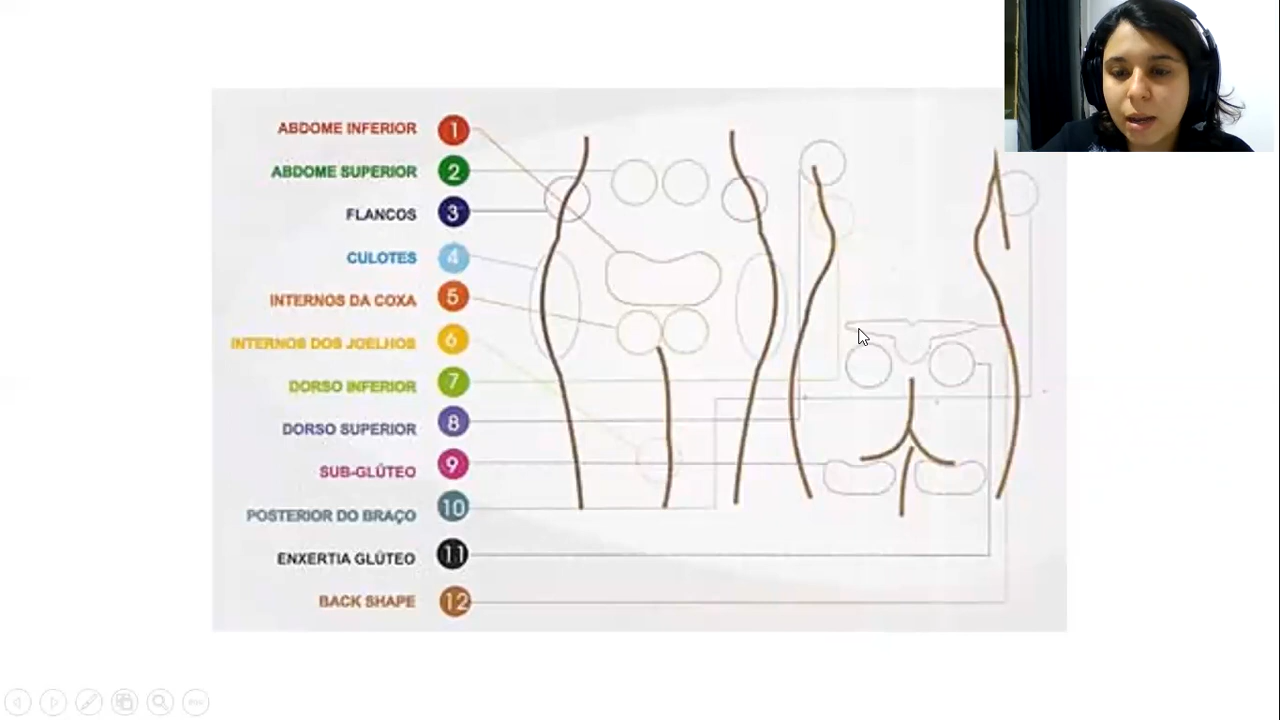 ABDOME INFERIOR 1
ABDOME SUPERIOR 2
FLANCOS 3
CULOTES 4
INTERNOS DA COXA 5
INTERNOS DOS JOELHOS 6
DORSO INFERIOR 7
DORSO SUPERIOR 8
SUB-GLÚTEO 9
POSTERIOR DO BRAÇO 10
ENXERTIA GLÚTEO 11
BACK SHAPE 12